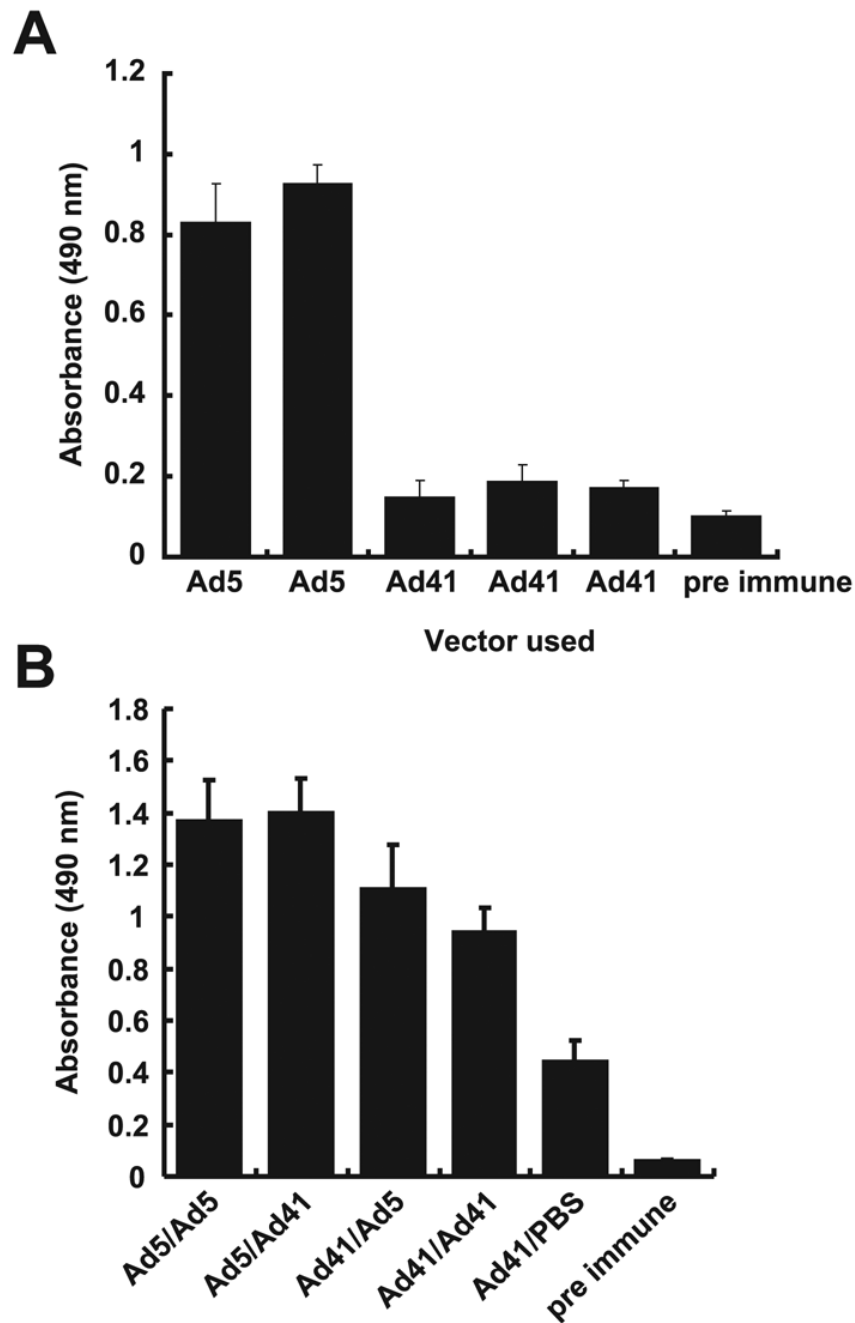 A
Absorbance (490 nm)
1.2
1
0.8
0.6
0.4
0.2
0
Ad5 Ad5 Ad41 Ad41 Ad41 pre immune
Vector used
B
Absorbance (490 nm)
1.8
1.6
1.4
1.2
1
0.8
0.6
0.4
0.2
0
Ad5/Ad5
Ad5/Ad41
Ad41/Ad5
Ad41/Ad41
Ad41/PBS
pre immune